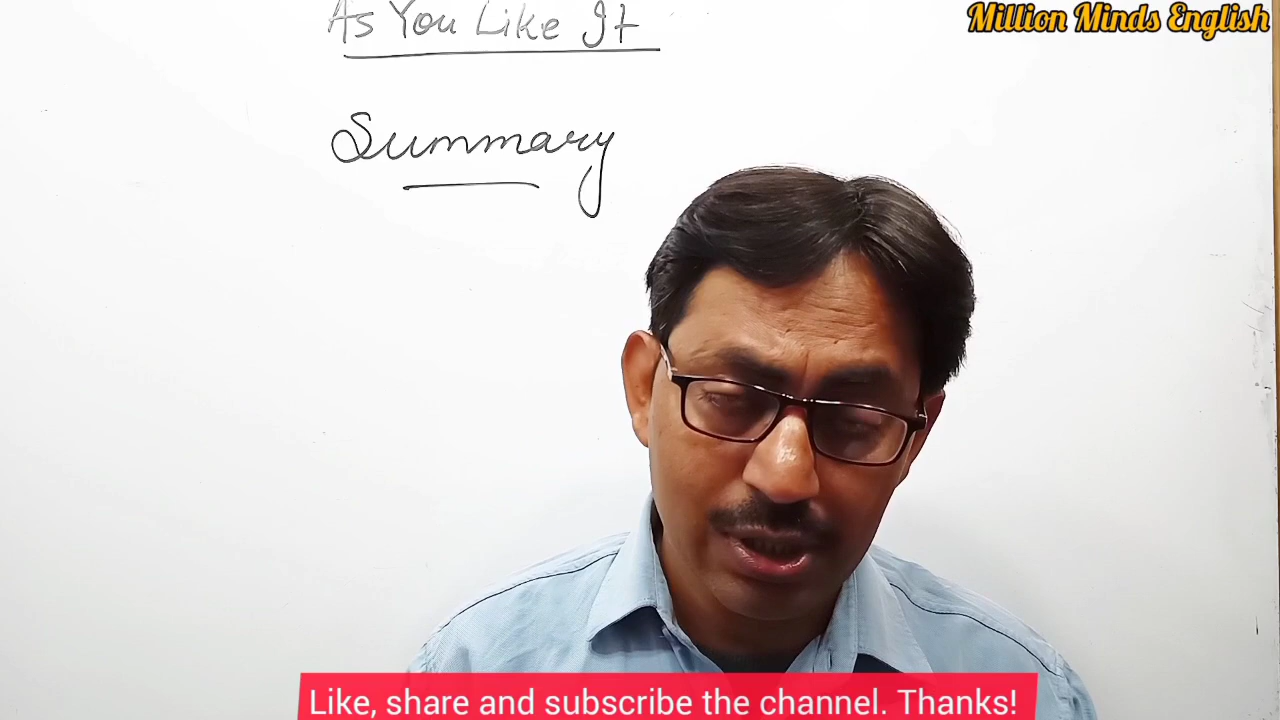 Million Minds English
As You Like It
Summary
Like, share and subscribe the channel. Thanks!